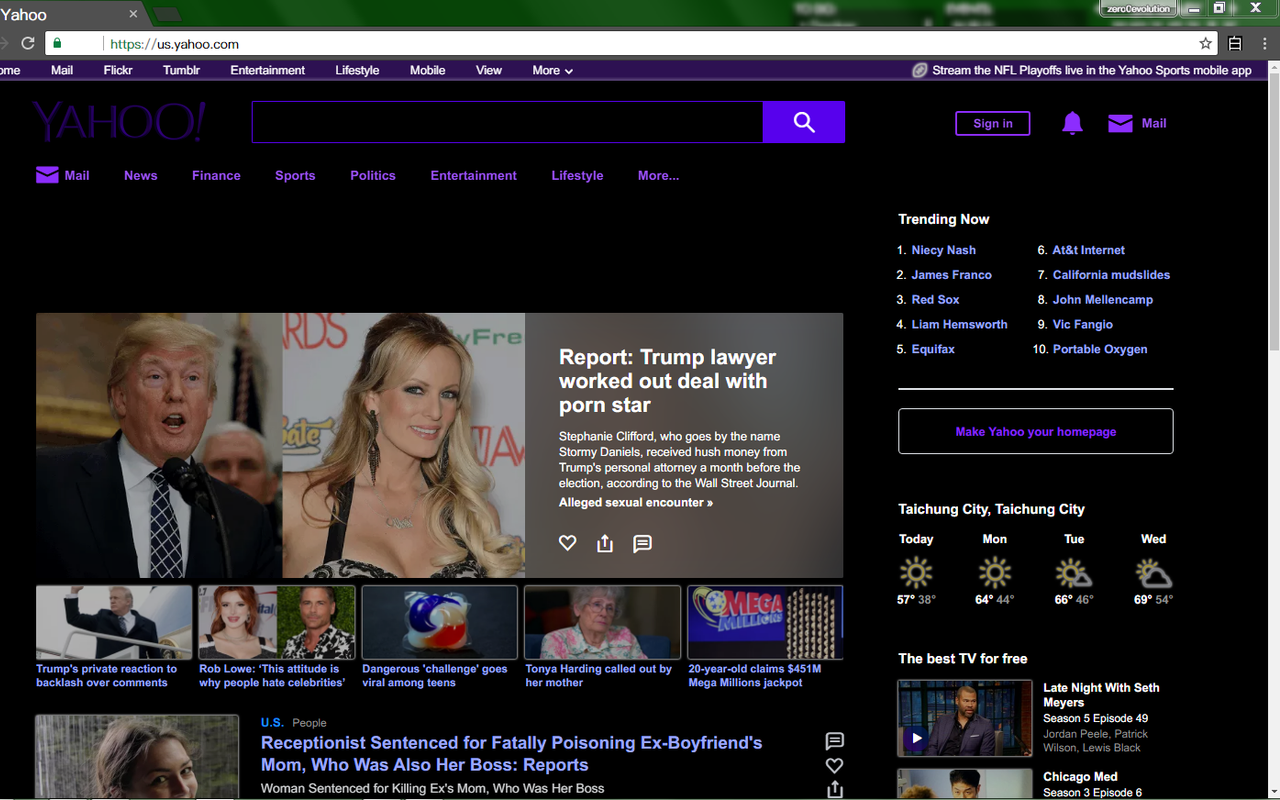 Yahoo
zer0evolution
https://us.yahoo.com
ome Mail Flickr Tumblr Entertainment Lifestyle Mobile View More
Stream the NFL Playoffs live in the Yahoo Sports mobile app
YAHOO!
Sign in
Mail
Mail News Finance Sports Politics Entertainment Lifestyle More...
Trending Now
1. Niecy Nash
2. James Franco
3. Red Sox
4. Liam Hemsworth
5. Equifax
6. At&t Internet
7. California mudslides
8. John Mellencamp
9. Vic Fangio
10. Portable Oxygen
Make Yahoo your homepage
ARDS
yFre
bate
WA
Report: Trump lawyer
worked out deal with
porn star
Stephanie Clifford, who goes by the name
Stormy Daniels, received hush money from
Trump's personal attorney a month before the
election, according to the Wall Street Journal.
Alleged sexual encounter »
Taichung City, Taichung City
Today Mon Tue Wed
57° 38° 64° 44° 66° 46° 69° 54°
MEGA
MILLIONS
Trump's private reaction to
backlash over comments
Rob Lowe: ‘This attitude is
why people hate celebrities’
Dangerous 'challenge' goes
viral among teens
Tonya Harding called out by
her mother
20-year-old claims $451M
Mega Millions jackpot
The best TV for free
Late Night With Seth
Meyers
Season 5 Episode 49
Jordan Peele, Patrick
Wilson, Lewis Black
Chicago Med
Season 3 Episode 6
U.S. People
Receptionist Sentenced for Fatally Poisoning Ex-Boyfriend's
Mom, Who Was Also Her Boss: Reports
Woman Sentenced for Killing Ex's Mom, Who Was Her Boss